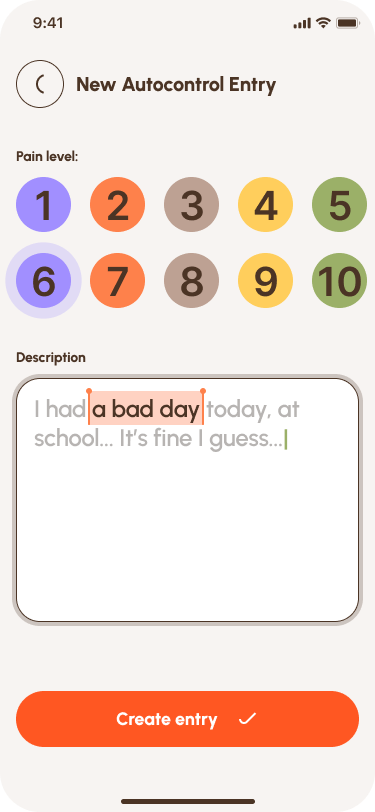 9:41
New Autocontrol Entry
Pain level:
1 2 3 4 5
6 7 8 9 10
Description
I had a bad day today, at
school... It's fine I guess...
Create entry